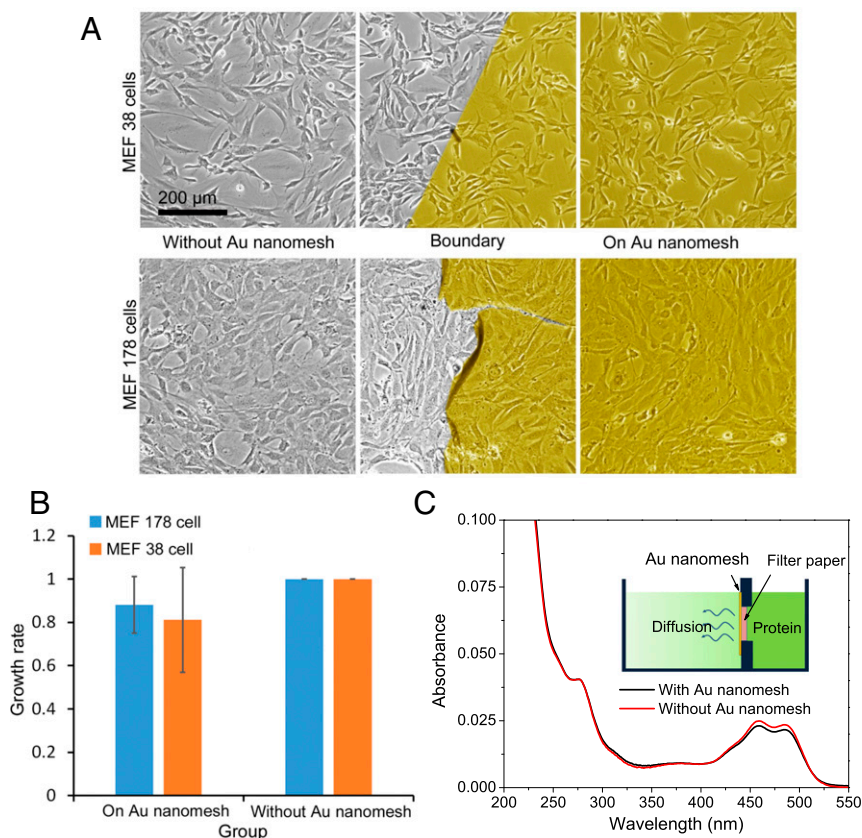 A
MEF 38 cells
200 µm
Without Au nanomesh
Boundary
On Au nanomesh
MEF 178 cells
B
MEF 178 cell
MEF 38 cell
Growth rate
1.2
1
0.8
0.6
0.4
0.2
0
On Au nanomesh
Without Au nanomesh
Group
C
Absorbance
0.100
0.075
0.050
0.025
0.000
Au nanomesh
Filter paper
Diffusion
Protein
With Au nanomesh
Without Au nanomesh
200 250 300 350 400 450 500 550
Wavelength (nm)